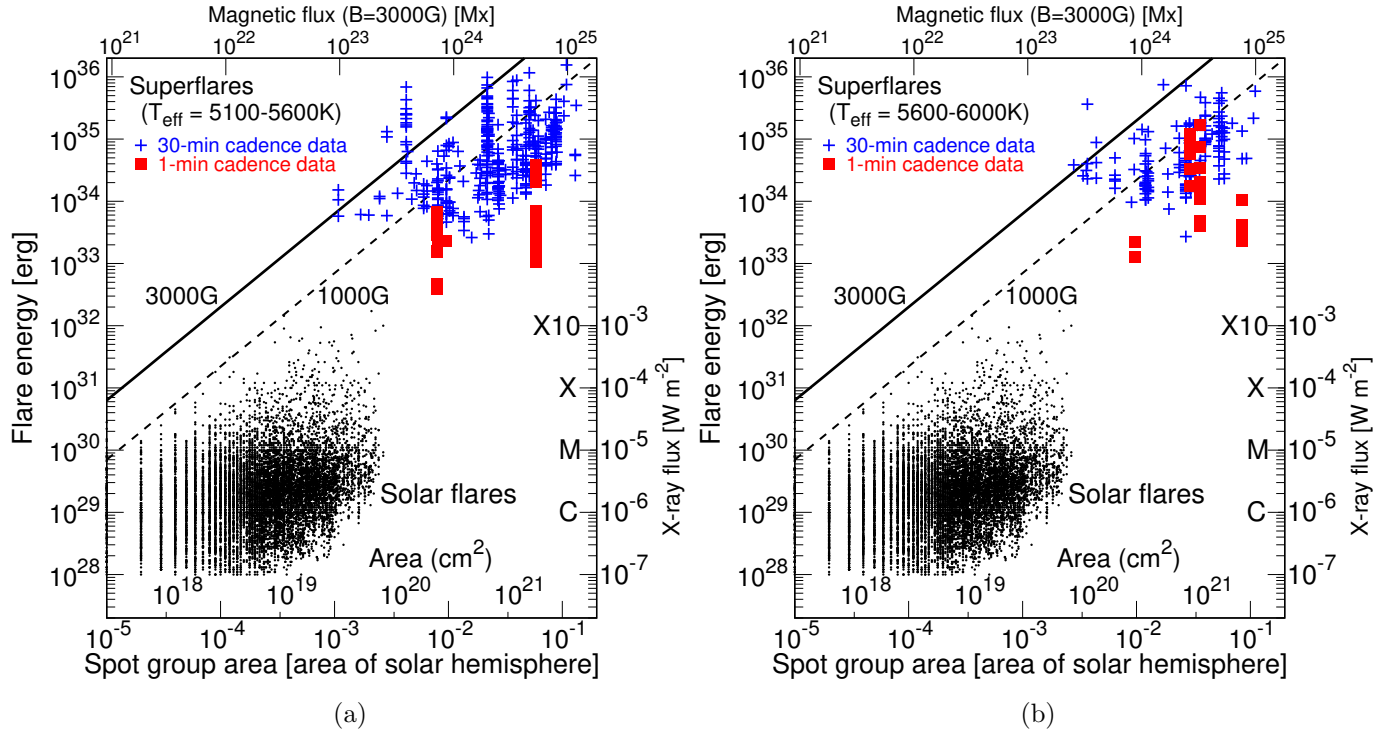 Magnetic flux (B=3000G) [Mx]
10^21 10^22 10^23 10^24 10^25
Flare energy [erg]
10^36
10^35
10^34
10^33
10^32
10^31
10^30
10^29
10^28
Superflares
(T_eff = 5100-5600K)
30-min cadence data
1-min cadence data
3000G
1000G
X10
X
M
C
10^-3
10^-4
10^-5
10^-6
10^-7
X-ray flux [W m^-2]
Solar flares
Area (cm^2)
10^18 10^19 10^20 10^21
10^-5 10^-4 10^-3 10^-2 10^-1
Spot group area [area of solar hemisphere]
(a)
Magnetic flux (B=3000G) [Mx]
10^21 10^22 10^23 10^24 10^25
Flare energy [erg]
10^36
10^35
10^34
10^33
10^32
10^31
10^30
10^29
10^28
Superflares
(T_eff = 5600-6000K)
30-min cadence data
1-min cadence data
3000G
1000G
X10
X
M
C
10^-3
10^-4
10^-5
10^-6
10^-7
X-ray flux [W m^-2]
Solar flares
Area (cm^2)
10^18 10^19 10^20 10^21
10^-5 10^-4 10^-3 10^-2 10^-1
Spot group area [area of solar hemisphere]
(b)